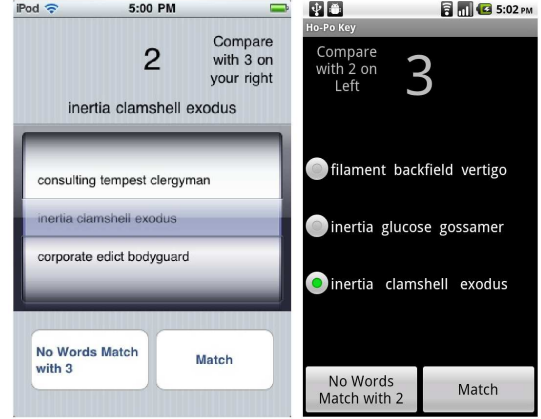 iPod 5:00 PM
2
Compare
with 3 on
your right
inertia clamshell exodus
consulting tempest clergyman
inertia clamshell exodus
corporate edict bodyguard
No Words Match
with 3
Match
5:02 PM
Ho-Po Key
Compare
with 2 on
Left
3
filament backfield vertigo
inertia glucose gossamer
inertia clamshell exodus
No Words
Match with 2
Match